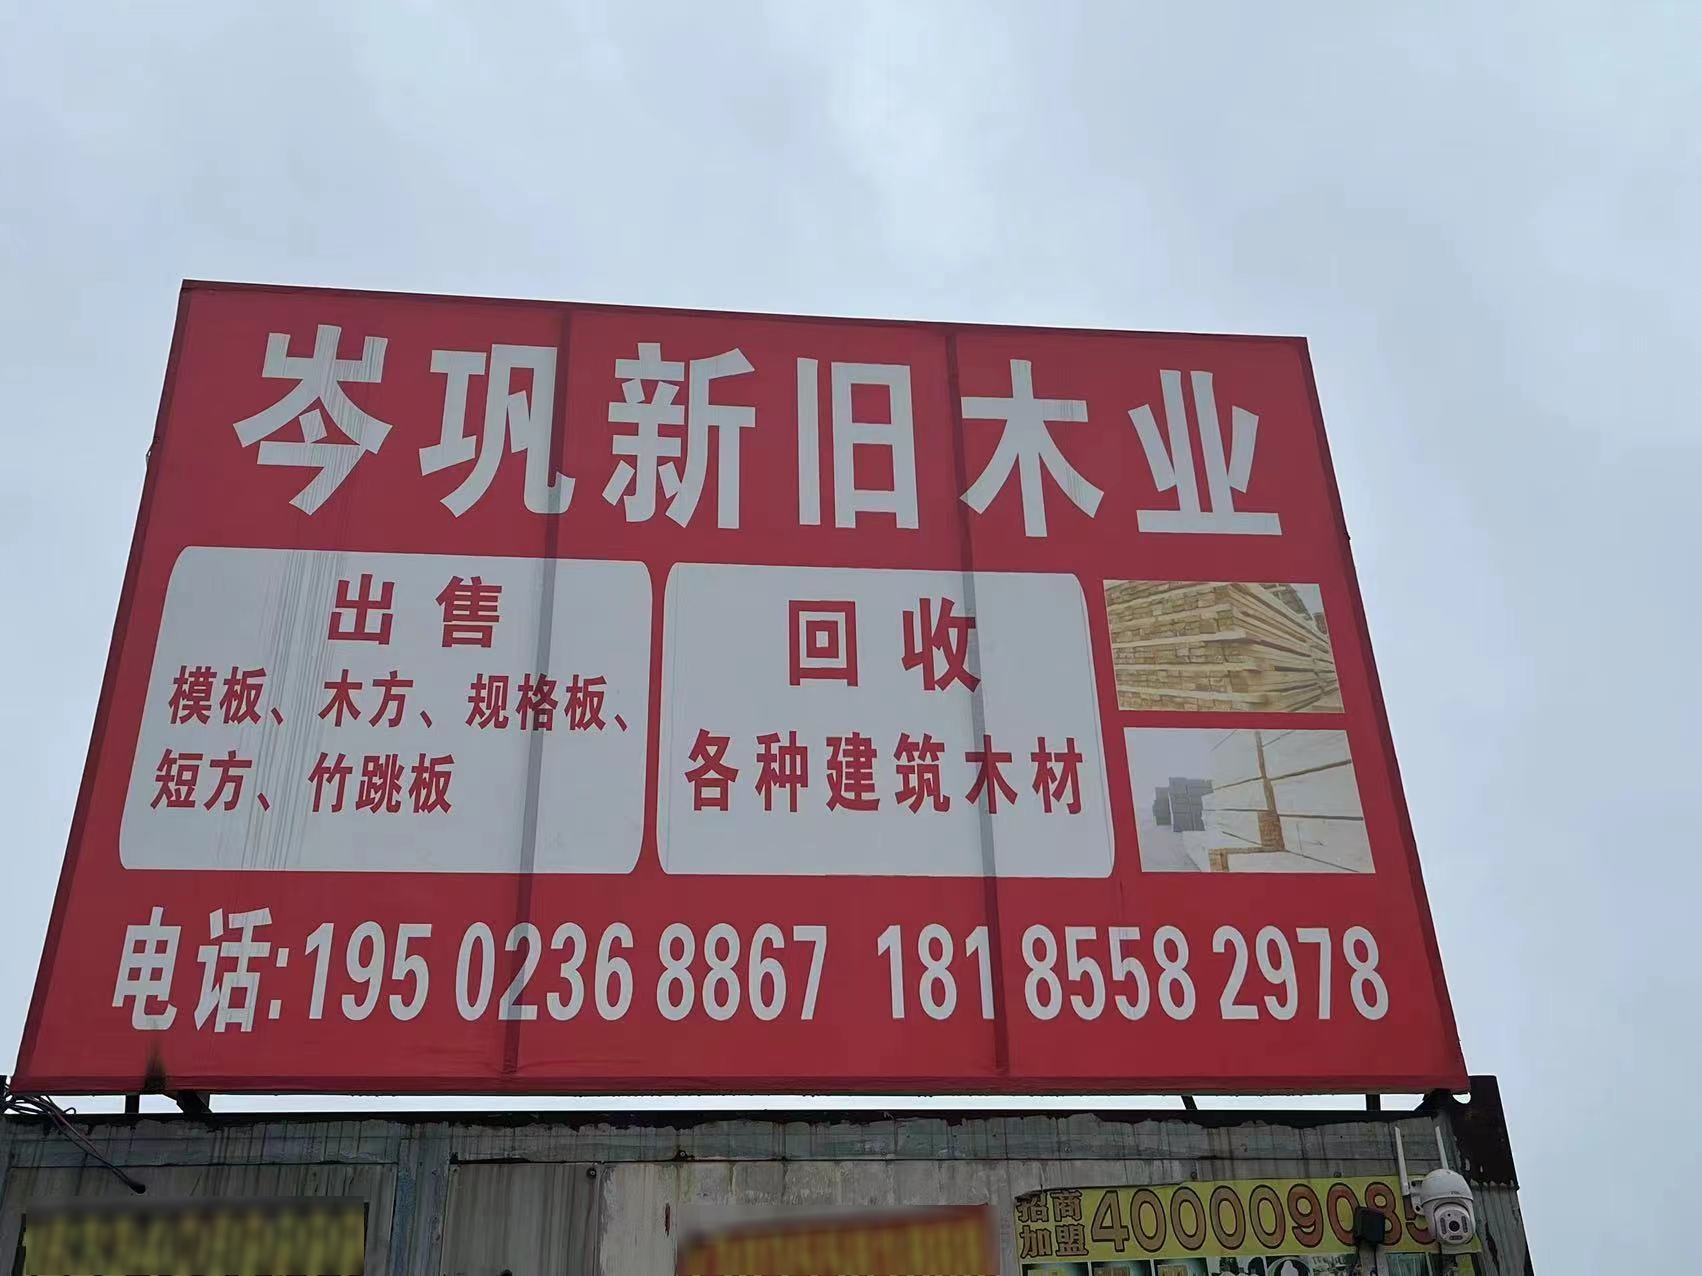 岑巩新旧木业
出售
模板、木方、规格板、
短方、竹跳板
回收
各种建筑木材
电话:195 0236 8867 181 8558 2978
招商
加盟
400009085